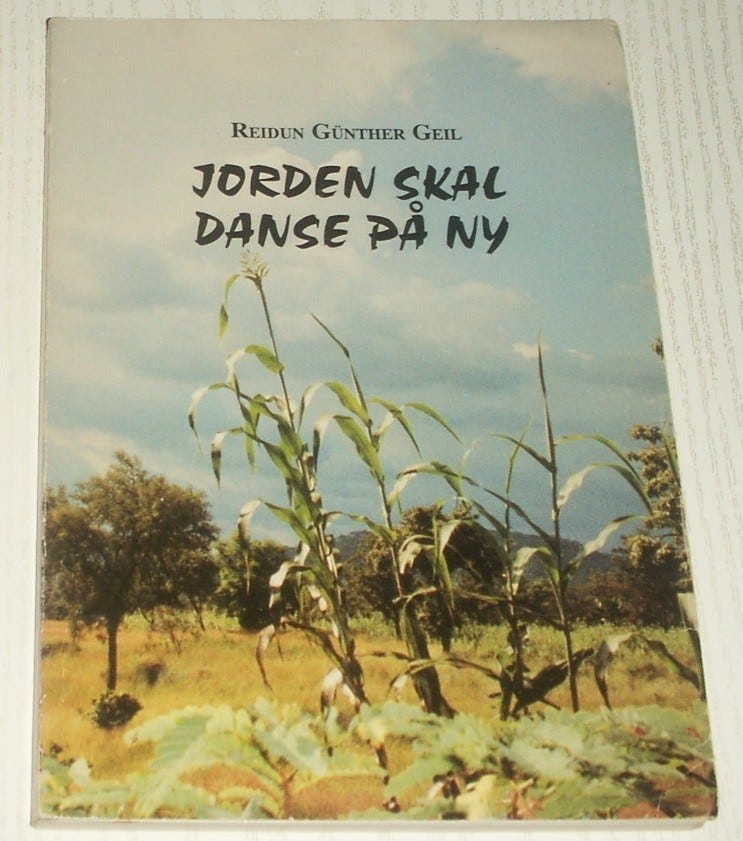 Reidun Günther Geil
JORDEN SKAL
DANSE PÅ NY